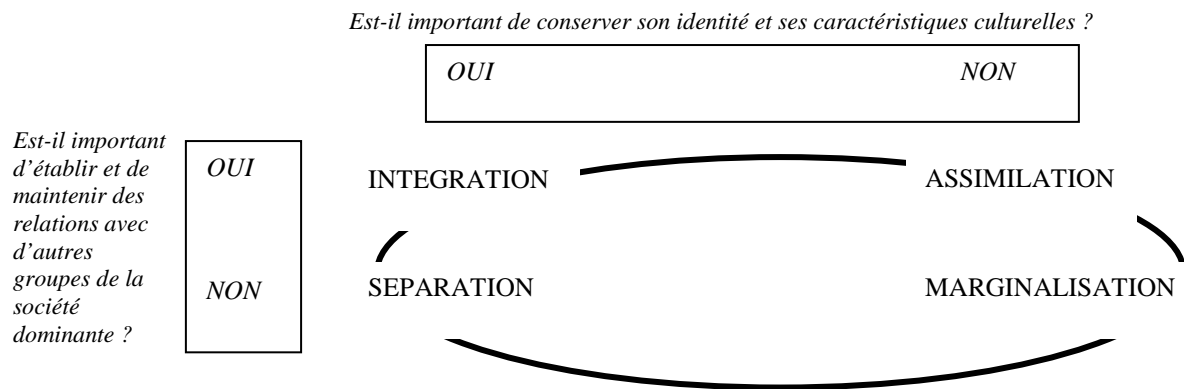 Est-il important de conserver son identité et ses caractéristiques culturelles ?
OUI NON
Est-il important
d'établir et de
maintenir des
relations avec
d'autres
groupes de la
société
dominante ?
OUI
NON
INTEGRATION ASSIMILATION
SEPARATION MARGINALISATION